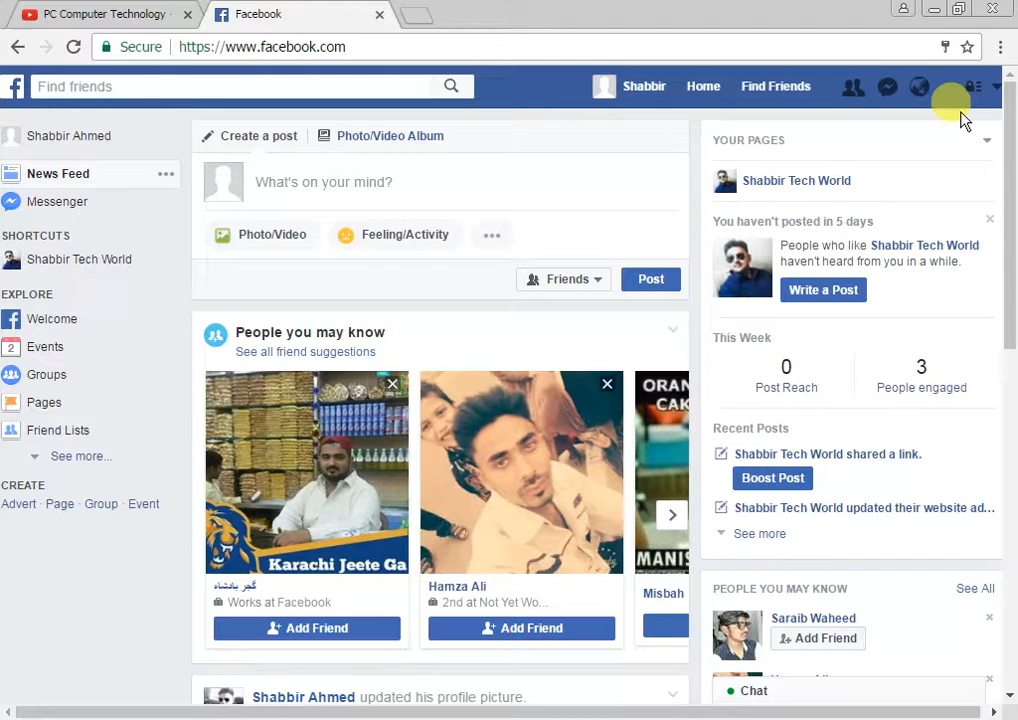 PC Computer Technology -
Facebook
Secure
https://www.facebook.com
Find friends
Shabbir
Home
Find Friends
Shabbir Ahmed
News Feed
Messenger
SHORTCUTS
Shabbir Tech World
EXPLORE
Welcome
2
Events
Groups
Pages
Friend Lists
See more...
CREATE
Advert · Page · Group · Event
Create a post
Photo/Video Album
What's on your mind?
Photo/Video
Feeling/Activity
Friends
Post
People you may know
See all friend suggestions
Karachi Jeete Ga
گجر بادشاه
Works at Facebook
Add Friend
Hamza Ali
2nd at Not Yet Wo...
Add Friend
ORAN
CAK
MANIS
Misbah
Shabbir Ahmed updated his profile picture.
YOUR PAGES
Shabbir Tech World
You haven't posted in 5 days
People who like Shabbir Tech World
haven't heard from you in a while.
Write a Post
This Week
0
Post Reach
3
People engaged
Recent Posts
Shabbir Tech World shared a link.
Boost Post
Shabbir Tech World updated their website ad...
See more
PEOPLE YOU MAY KNOW
See All
Saraib Waheed
Add Friend
Chat